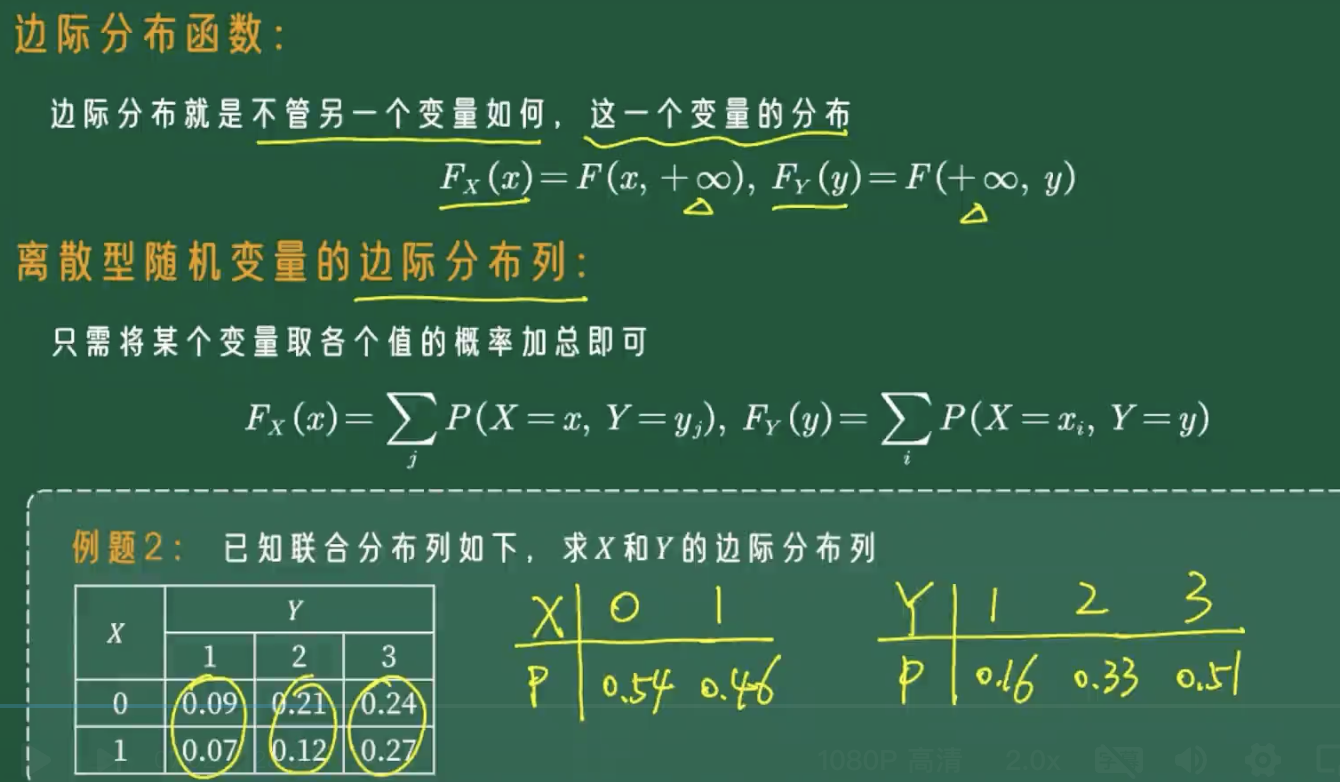 边际分布函数：
边际分布就是不管另一个变量如何，这一个变量的分布
F_X(x)=F(x, +∞), F_Y(y)=F(+∞, y)
离散型随机变量的边际分布列：
只需将某个变量取各个值的概率加总即可
F_X(x)=∑_j P(X=x, Y=y_j), F_Y(y)=∑_i P(X=x_i, Y=y)
例题2： 已知联合分布列如下，求X和Y的边际分布列
X Y
1 2 3
0 0.09 0.21 0.24
1 0.07 0.12 0.27
X 0 1
P 0.54 0.46
Y 1 2 3
P 0.16 0.33 0.51
1080P 高清 2.0x